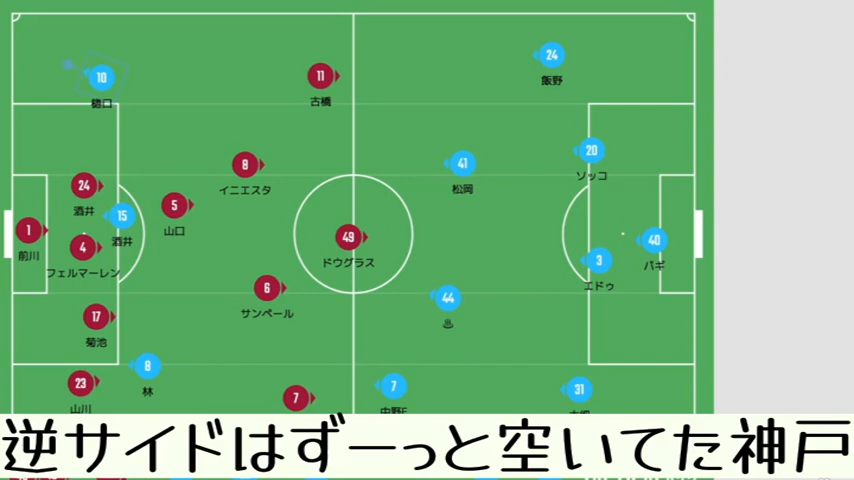 24
飯野
10
樋口
11
古橋
20
ソッコ
41
松岡
8
イニエスタ
24
酒井
5
山口
15
酒井
1
前川
4
フェルマーレン
49
ドウグラス
40
パギ
3
エドゥ
6
サンペール
44
♨
17
菊池
8
林
23
山川
7
7
31
逆サイドはずーっと空いてた神戸